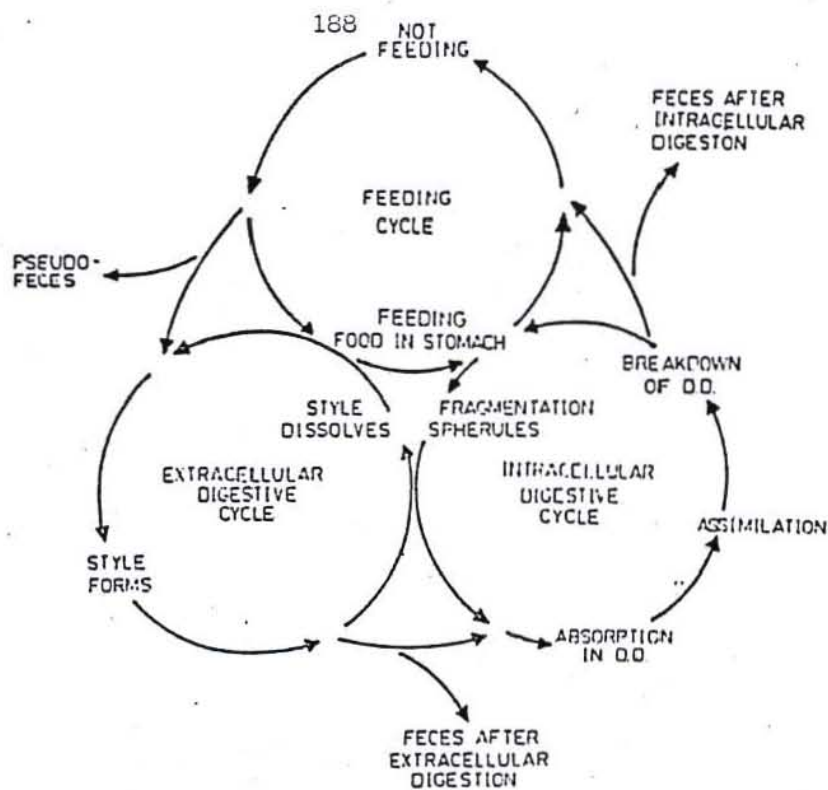 188
NOT
FEEDING
FECES AFTER
INTRACELLULAR
DIGESTON
FEEDING
CYCLE
PSEUDO-
FECES
FEEDING
FOOD IN STOMACH
BREAKDOWN
OF D.D.
STYLE
DISSOLVES
FRAGMENTATION
SPHERULES
EXTRACELLULAR
DIGESTIVE
CYCLE
INTRACELLULAR
DIGESTIVE
CYCLE
ASSIMILATION
STYLE
FORMS
ABSORPTION
IN D.D.
FECES AFTER
EXTRACELLULAR
DIGESTION